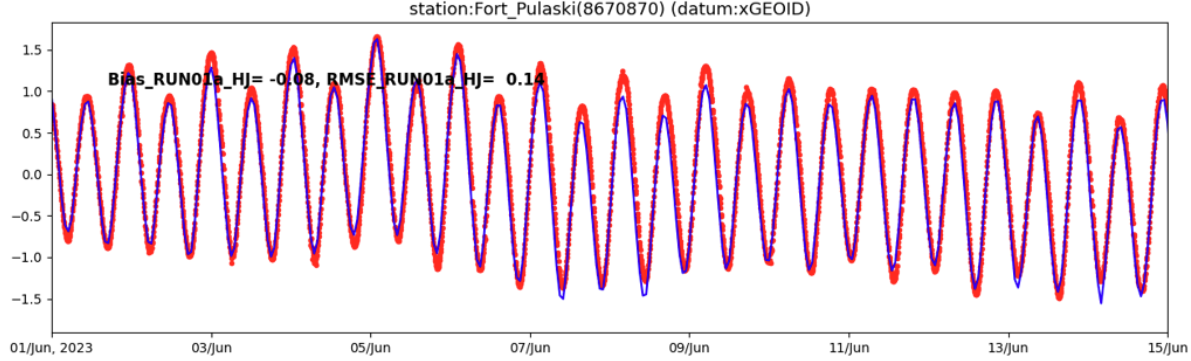 station:Fort_Pulaski(8670870) (datum:xGEOID)
1.5
Bias_RUN01a_HJ= -0.08, RMSE_RUN01a_HJ=  0.14
1.0
0.5
0.0
−0.5
−1.0
−1.5
01/Jun, 2023 03/Jun 05/Jun 07/Jun 09/Jun 11/Jun 13/Jun 15/Jun